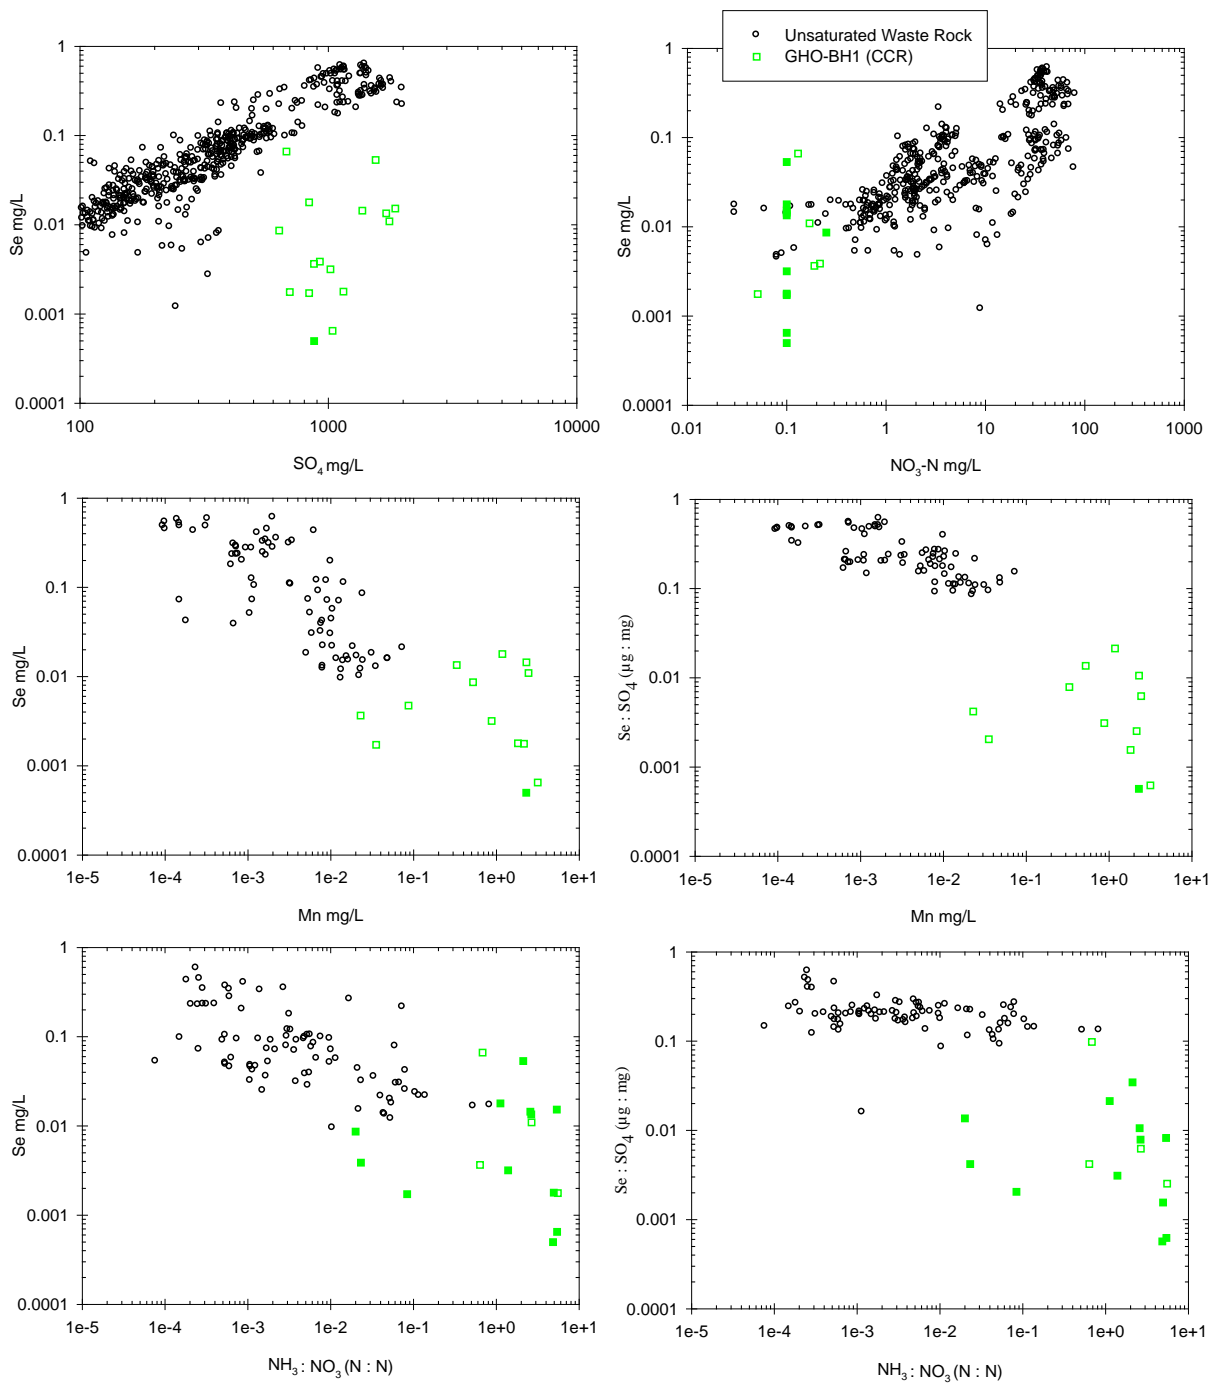 Unsaturated Waste Rock
GHO-BH1 (CCR)
Se mg/L
1
0.1
0.01
0.001
0.0001
100
1000
10000
SO4 mg/L
Se mg/L
1
0.1
0.01
0.001
0.0001
0.01
0.1
1
10
100
1000
NO3-N mg/L
Se mg/L
1
0.1
0.01
0.001
0.0001
1e-5
1e-4
1e-3
1e-2
1e-1
1e+0
1e+1
Mn mg/L
Se : SO4 (µg : mg)
1
0.1
0.01
0.001
0.0001
1e-5
1e-4
1e-3
1e-2
1e-1
1e+0
1e+1
Mn mg/L
Se mg/L
1
0.1
0.01
0.001
0.0001
1e-5
1e-4
1e-3
1e-2
1e-1
1e+0
1e+1
NH3 : NO3 (N : N)
Se : SO4 (µg : mg)
1
0.1
0.01
0.001
0.0001
1e-5
1e-4
1e-3
1e-2
1e-1
1e+0
1e+1
NH3 : NO3 (N : N)